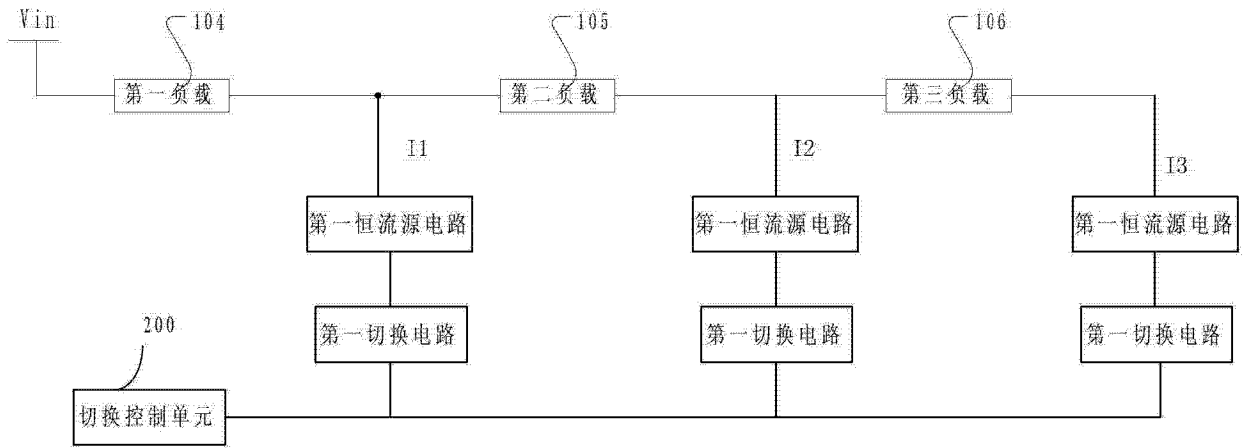 Vin
104
105
106
第一负载
第二负载
第三负载
I1
I2
I3
第一恒流源电路
第一恒流源电路
第一恒流源电路
第一切换电路
第一切换电路
第一切换电路
200
切换控制单元